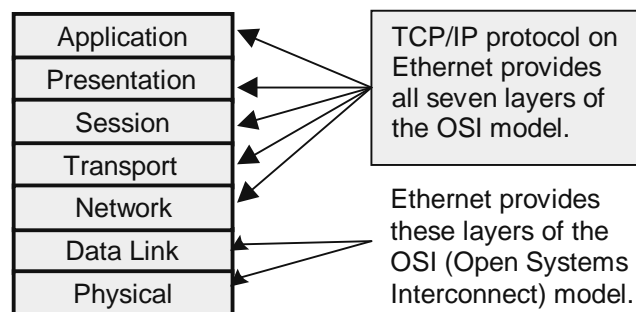 Application
Presentation
Session
Transport
Network
Data Link
Physical
TCP/IP protocol on
Ethernet provides
all seven layers of
the OSI model.
Ethernet provides
these layers of the
OSI (Open Systems
Interconnect) model.